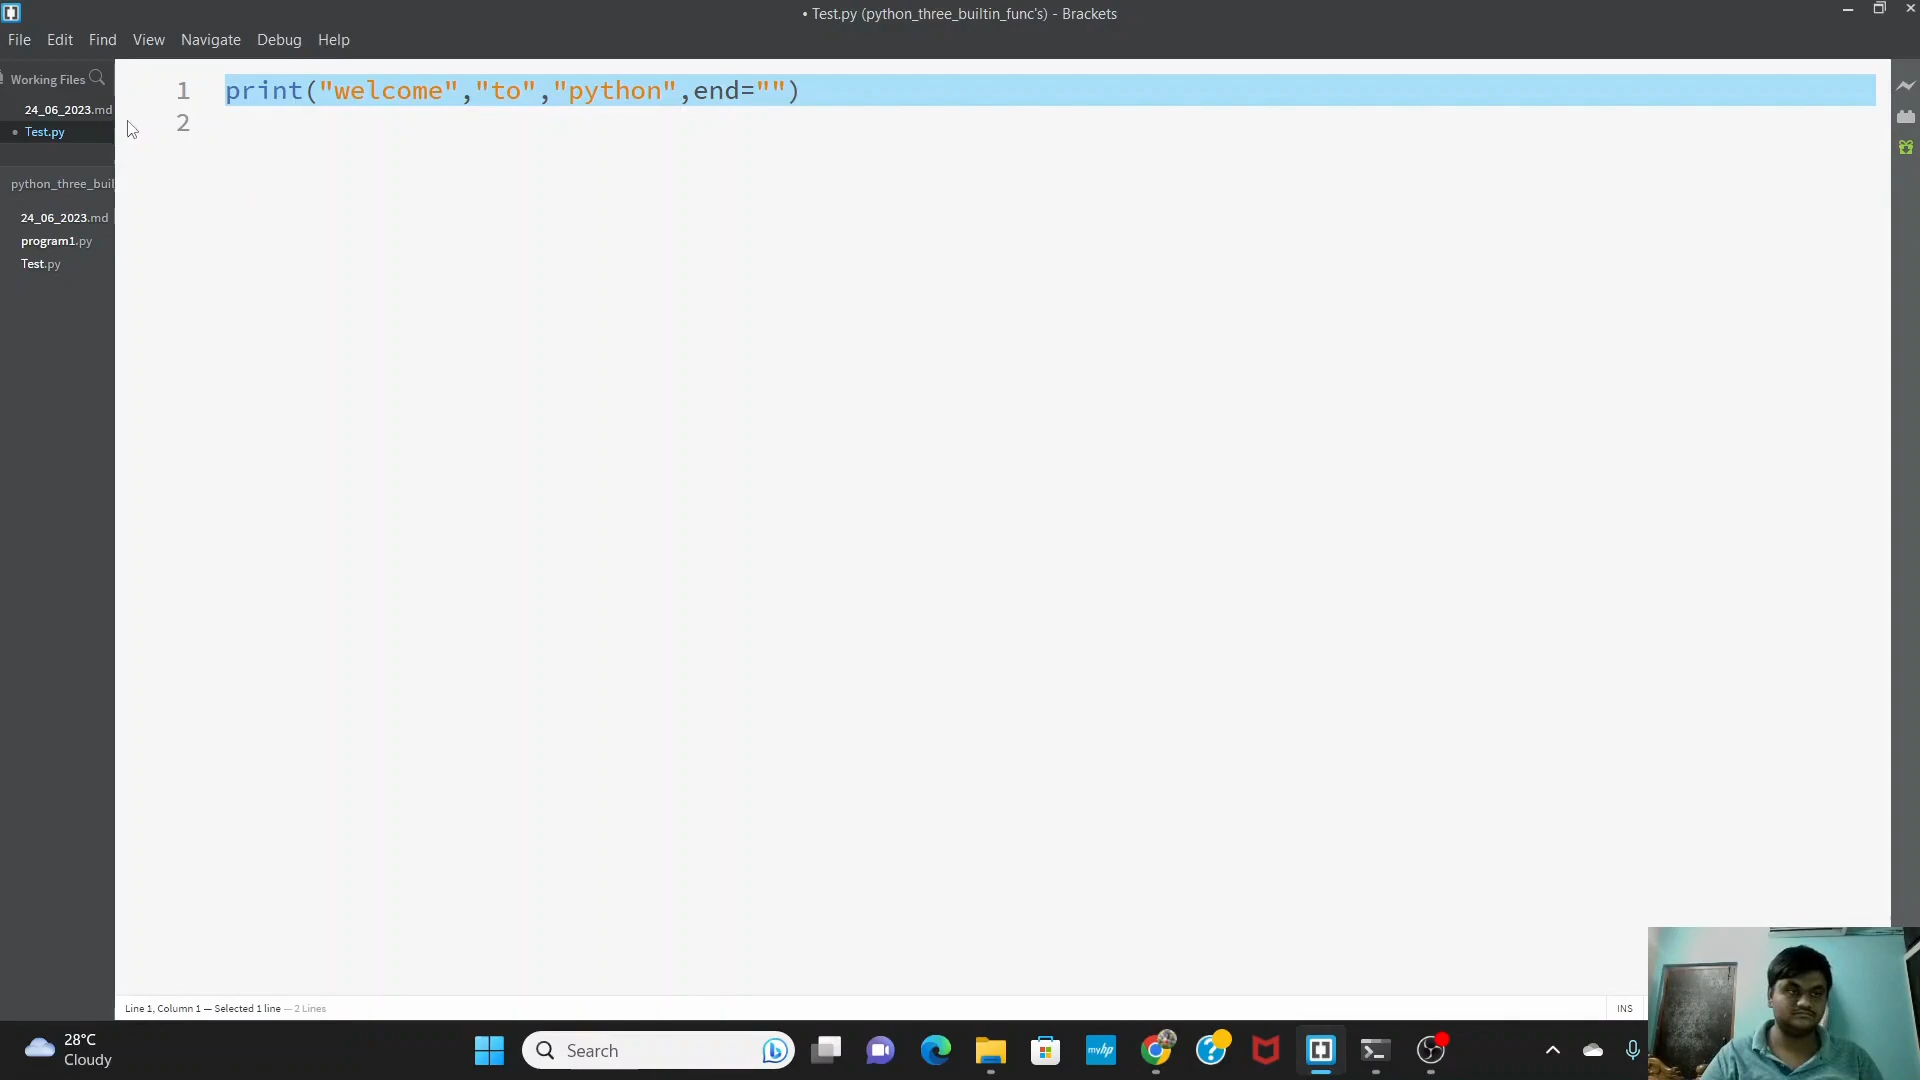 • Test.py (python_three_builtin_func's) - Brackets
File Edit Find View Navigate Debug Help
Working Files
24_06_2023.md
• Test.py
python_three_buil
24_06_2023.md
program1.py
Test.py
1 print("welcome","to","python",end="")
2
Line 1, Column 1 — Selected 1 line — 2 Lines
INS
28°C
Cloudy
Search
myhp